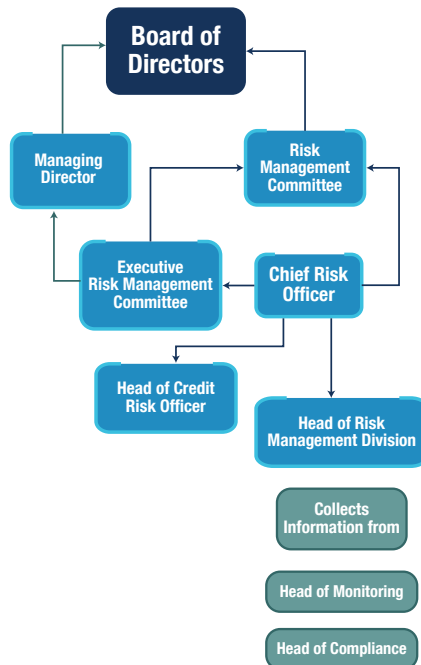 Board of
Directors
Managing
Director
Risk
Management
Committee
Executive
Risk Management
Committee
Chief Risk
Officer
Head of Credit
Risk Officer
Head of Risk
Management Division
Collects
Information from
Head of Monitoring
Head of Compliance